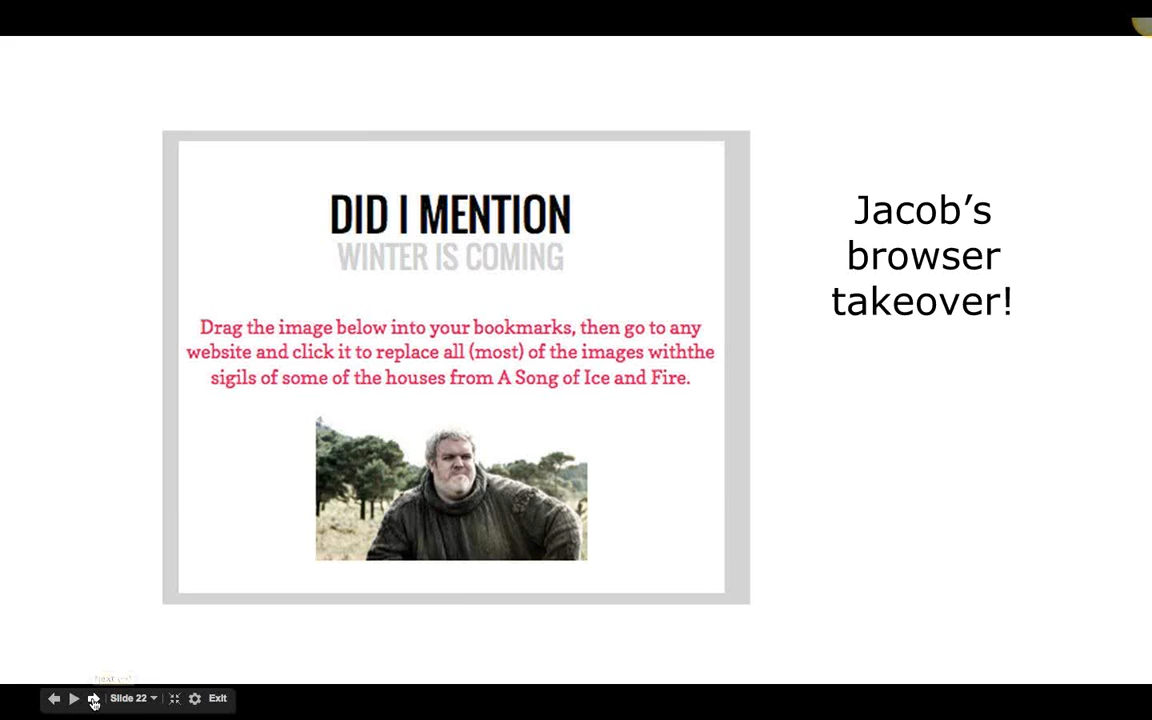 DID I MENTION
WINTER IS COMING
Drag the image below into your bookmarks, then go to any
website and click it to replace all (most) of the images withthe
sigils of some of the houses from A Song of Ice and Fire.
Jacob’s
browser
takeover!
Slide 22
Exit